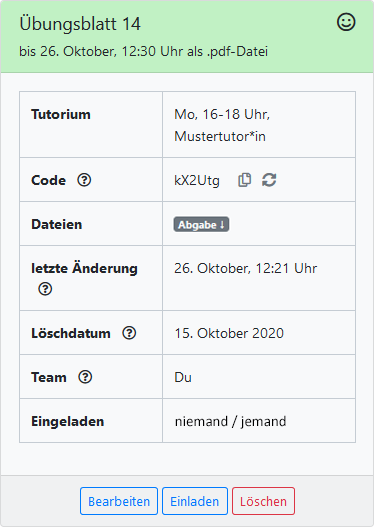 Übungsblatt 14
bis 26. Oktober, 12:30 Uhr als .pdf-Datei
Tutorium
Mo, 16-18 Uhr,
Mustertutor*in
Code
kX2Utg
Dateien
Abgabe ↓
letzte Änderung
26. Oktober, 12:21 Uhr
Löschdatum
15. Oktober 2020
Team
Du
Eingeladen
niemand / jemand
Bearbeiten
Einladen
Löschen